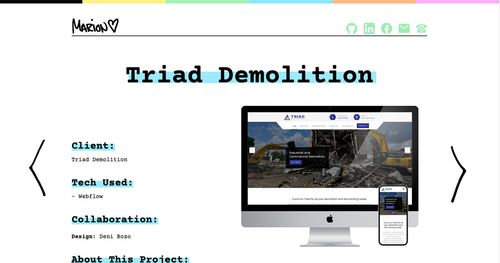 Marion
Triad Demolition
TRIAD
Industrial and
Commercial Demolition
Client:
Triad Demolition
Tech Used:
- Webflow
Collaboration:
Design: Deni Bozo
About This Project: